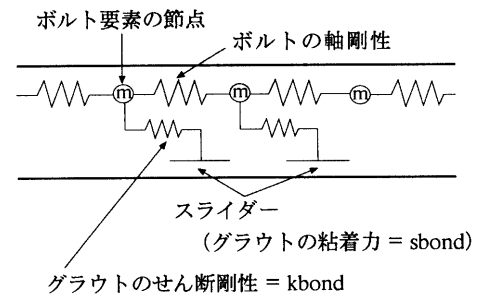 ボルト要素の節点
ボルトの軸剛性
m
m
m
スライダー
(グラウトの粘着力 = sbond)
グラウトのせん断剛性 = kbond